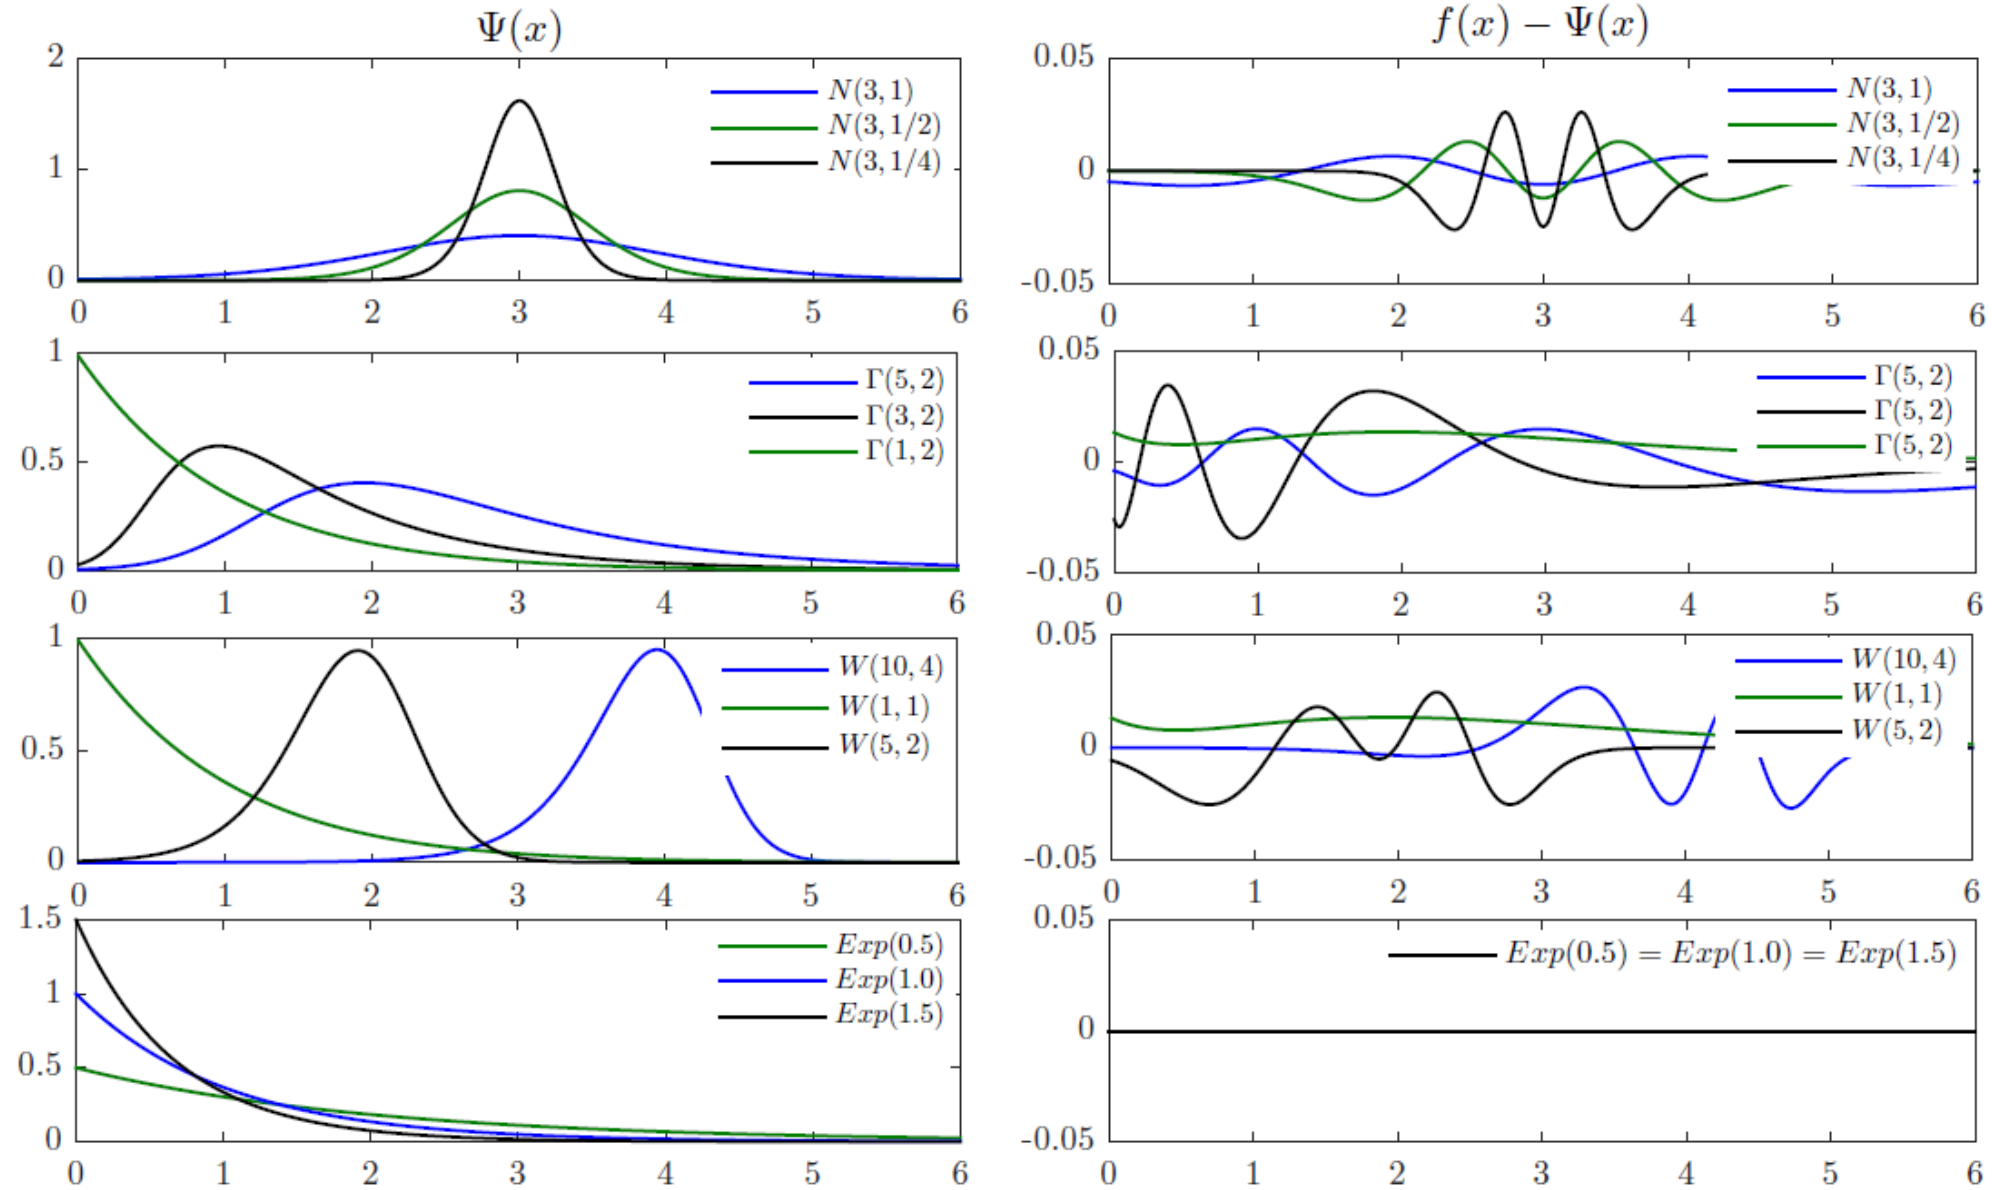 Ψ(x)
2
1
0
N(3, 1)
N(3, 1/2)
N(3, 1/4)
0 1 2 3 4 5 6
f(x) − Ψ(x)
0.05
0
-0.05
N(3, 1)
N(3, 1/2)
N(3, 1/4)
0 1 2 3 4 5 6
1
0.5
0
Γ(5, 2)
Γ(3, 2)
Γ(1, 2)
0 1 2 3 4 5 6
0.05
0
-0.05
Γ(5, 2)
Γ(5, 2)
Γ(5, 2)
0 1 2 3 4 5 6
1
0.5
0
W(10, 4)
W(1, 1)
W(5, 2)
0 1 2 3 4 5 6
0.05
0
-0.05
W(10, 4)
W(1, 1)
W(5, 2)
0 1 2 3 4 5 6
1.5
1
0.5
0
Exp(0.5)
Exp(1.0)
Exp(1.5)
0 1 2 3 4 5 6
0.05
0
-0.05
Exp(0.5) = Exp(1.0) = Exp(1.5)
0 1 2 3 4 5 6